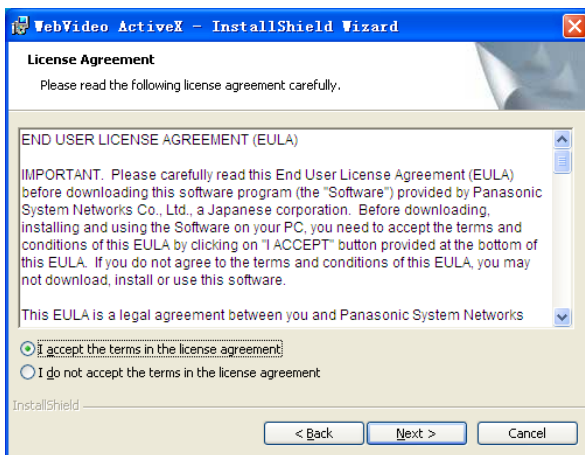 WebVideo ActiveX - InstallShield Wizard
License Agreement
Please read the following license agreement carefully.
END USER LICENSE AGREEMENT (EULA)
IMPORTANT.  Please carefully read this End User License Agreement (EULA)
before downloading this software program (the "Software") provided by Panasonic
System Networks Co., Ltd., a Japanese corporation.  Before downloading,
installing and using the Software on your PC, you need to accept the terms and
conditions of this EULA by clicking on "I ACCEPT" button provided at the bottom of
this EULA.  If you do not agree to the terms and conditions of this EULA, you may
not download, install or use this software.
This EULA is a legal agreement between you and Panasonic System Networks
I accept the terms in the license agreement
I do not accept the terms in the license agreement
InstallShield
< Back Next > Cancel